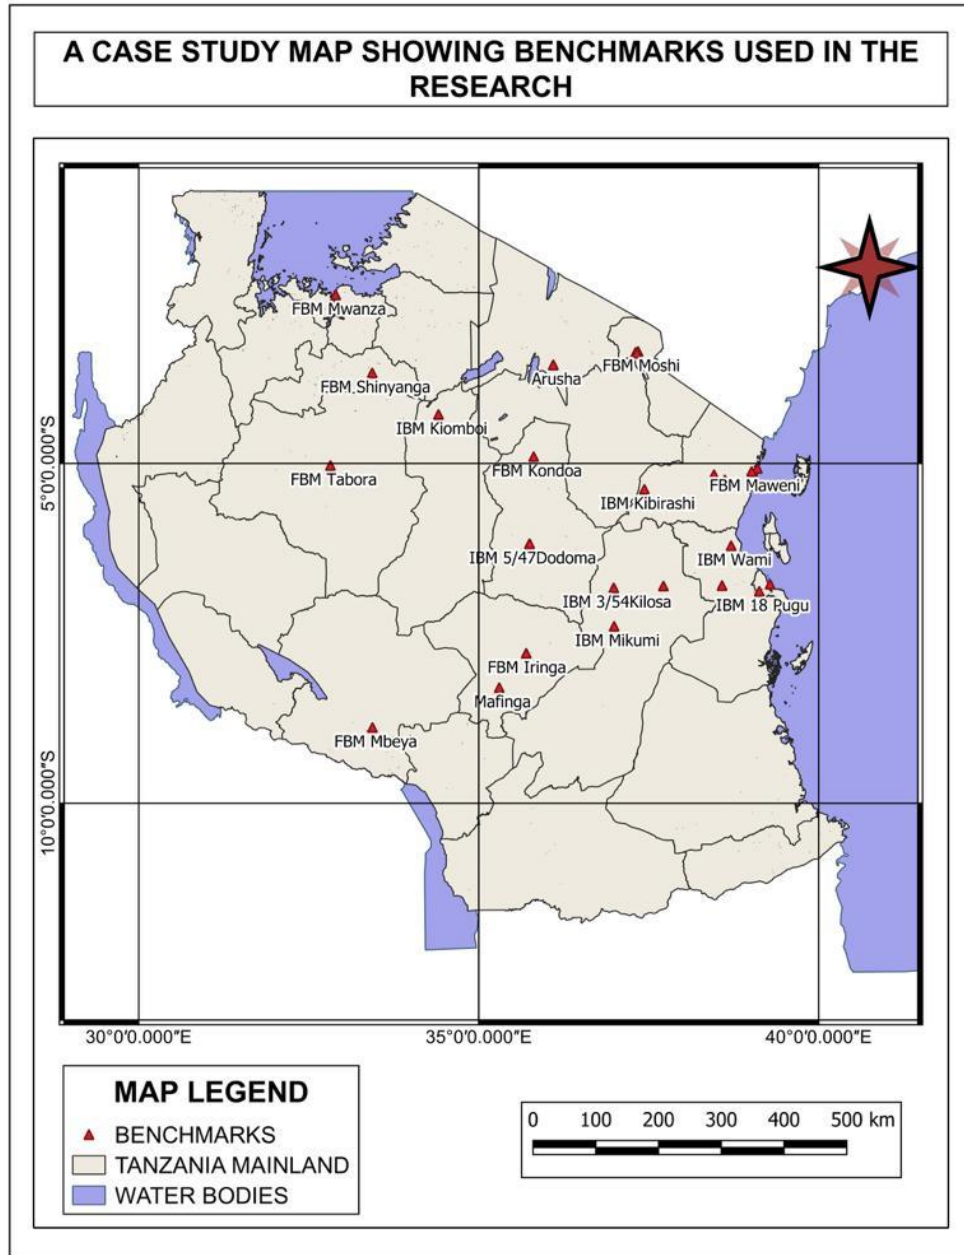 A CASE STUDY MAP SHOWING BENCHMARKS USED IN THE
RESEARCH
FBM Mwanza
FBM Shinyanga
Arusha
FBM Moshi
IBM Kiomboi
FBM Tabora
FBM Kondoa
FBM Maweni
IBM Kibirashi
5°0'0.000"S
IBM 5/47Dodoma
IBM Wami
IBM 3/54Kilosa
IBM 18 Pugu
IBM Mikumi
FBM Iringa
Mafinga
FBM Mbeya
10°0'0.000"S
30°0'0.000"E
35°0'0.000"E
40°0'0.000"E
MAP LEGEND
BENCHMARKS
TANZANIA MAINLAND
WATER BODIES
0 100 200 300 400 500 km